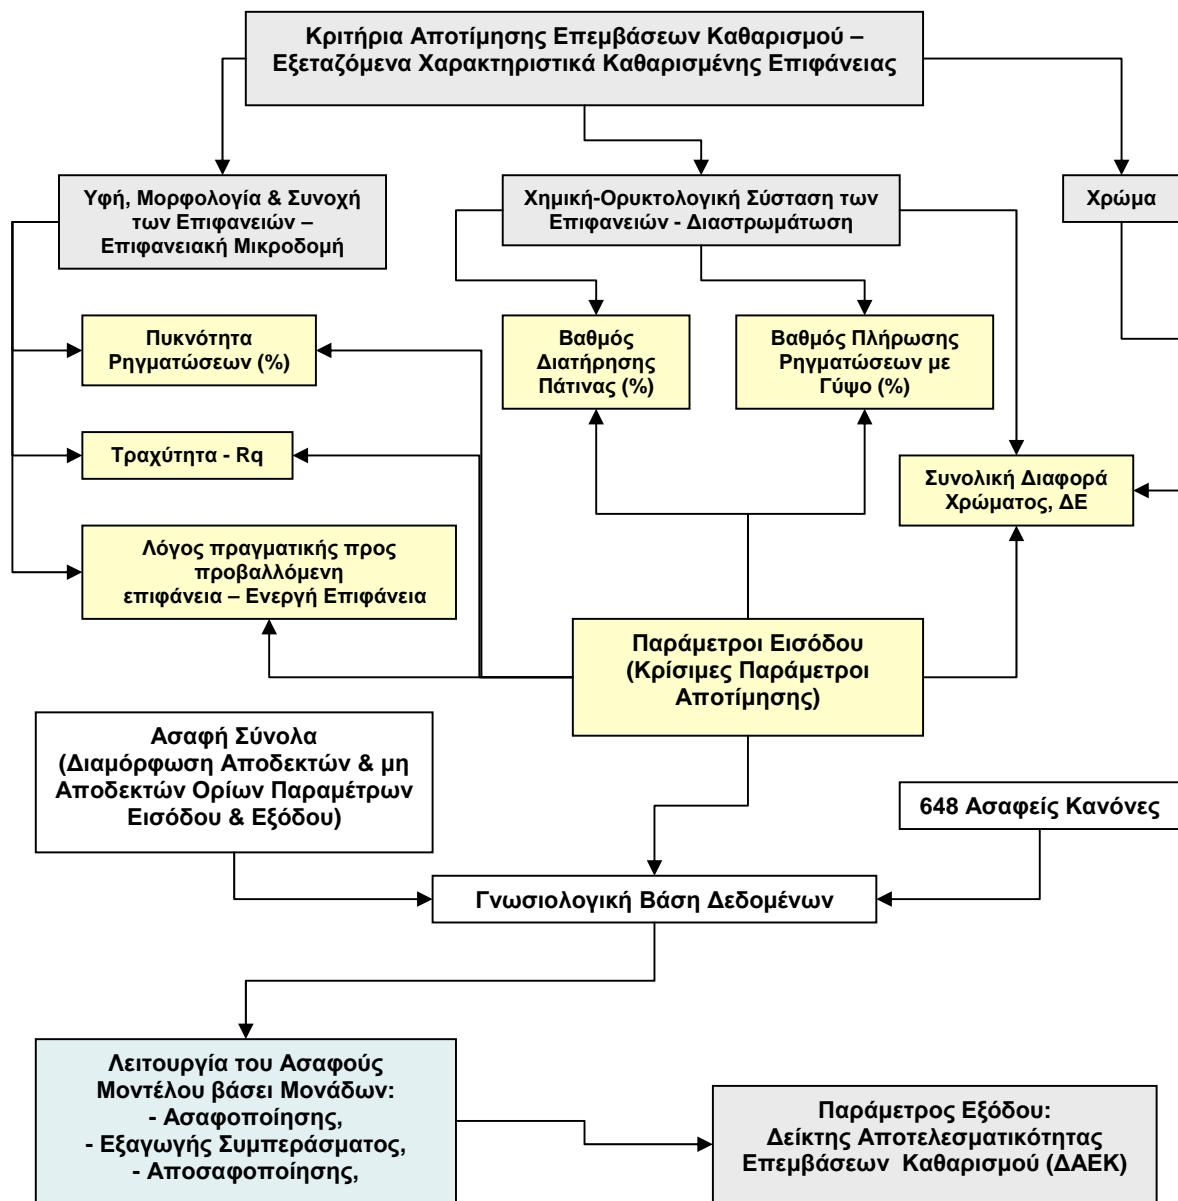 Κριτήρια Αποτίμησης Επεμβάσεων Καθαρισμού –
Εξεταζόμενα Χαρακτηριστικά Καθαρισμένης Επιφάνειας
Υφή, Μορφολογία & Συνοχή
των Επιφανειών –
Επιφανειακή Μικροδομή
Χημική-Ορυκτολογική Σύσταση των
Επιφανειών - Διαστρωμάτωση
Χρώμα
Πυκνότητα
Ρηγματώσεων (%)
Βαθμός
Διατήρησης
Πάτινας (%)
Βαθμός Πλήρωσης
Ρηγματώσεων με
Γύψο (%)
Τραχύτητα - Rq
Συνολική Διαφορά
Χρώματος, ΔΕ
Λόγος πραγματικής προς
προβαλλόμενη
επιφάνεια – Ενεργή Επιφάνεια
Παράμετροι Εισόδου
(Κρίσιμες Παράμετροι
Αποτίμησης)
Ασαφή Σύνολα
(Διαμόρφωση Αποδεκτών & μη
Αποδεκτών Ορίων Παραμέτρων
Εισόδου & Εξόδου)
648 Ασαφείς Κανόνες
Γνωσιολογική Βάση Δεδομένων
Λειτουργία του Ασαφούς
Μοντέλου βάσει Μονάδων:
- Ασαφοποίησης,
- Εξαγωγής Συμπεράσματος,
- Αποσαφοποίησης,
Παράμετρος Εξόδου:
Δείκτης Αποτελεσματικότητας
Επεμβάσεων  Καθαρισμού (ΔΑΕΚ)